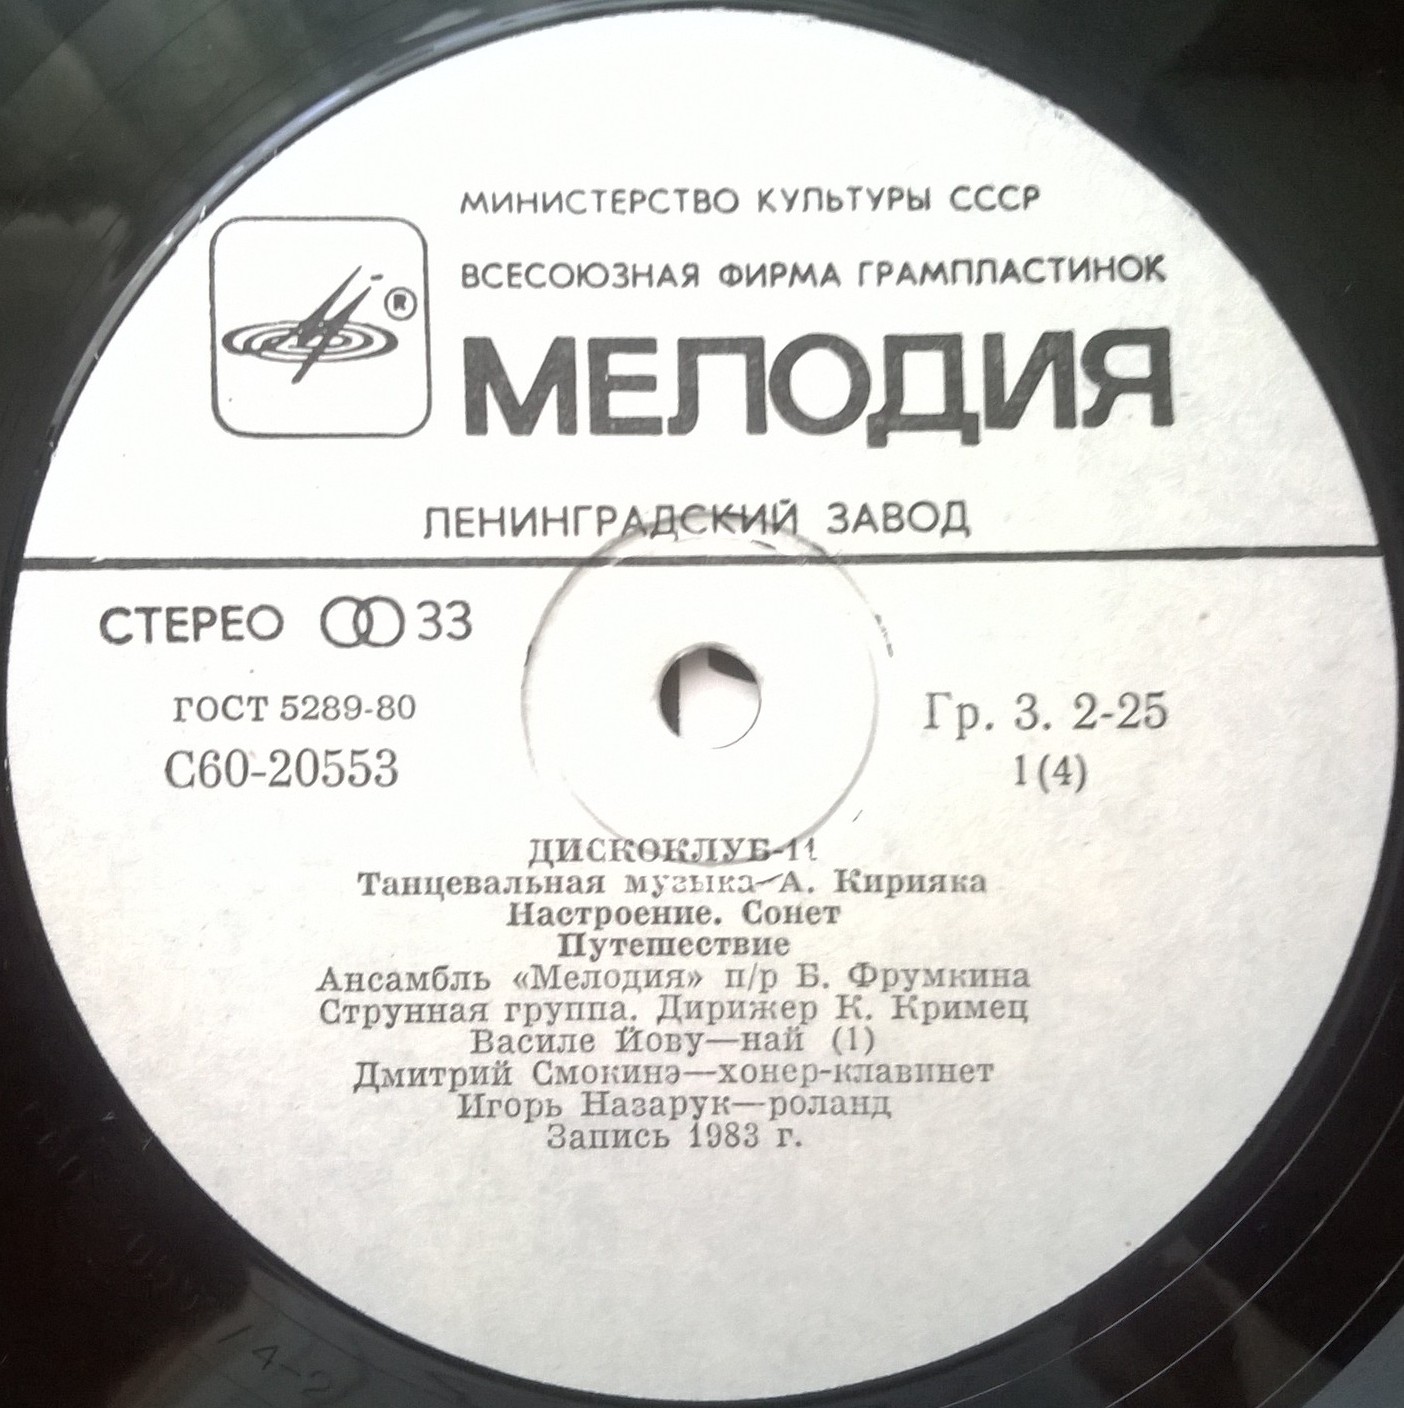 МИНИСТЕРСТВО КУЛЬТУРЫ СССР
ВСЕСОЮЗНАЯ ФИРМА ГРАМПЛАСТИНОК
®
МЕЛОДИЯ
ЛЕНИНГРАДСКИЙ ЗАВОД
СТЕРЕО 33
ГОСТ 5289-80
Гр. 3. 2-25
С60-20553
1(4)
ДИСКОКЛУБ-11
Танцевальная музыка—А. Кирияка
Настроение. Сонет
Путешествие
Ансамбль «Мелодия» п/р Б. Фрумкина
Струнная группа. Дирижер К. Кримец
Василе Йову—най (1)
Дмитрий Смокинэ—хонер-клавинет
Игорь Назарук—роланд
Запись 1983 г.